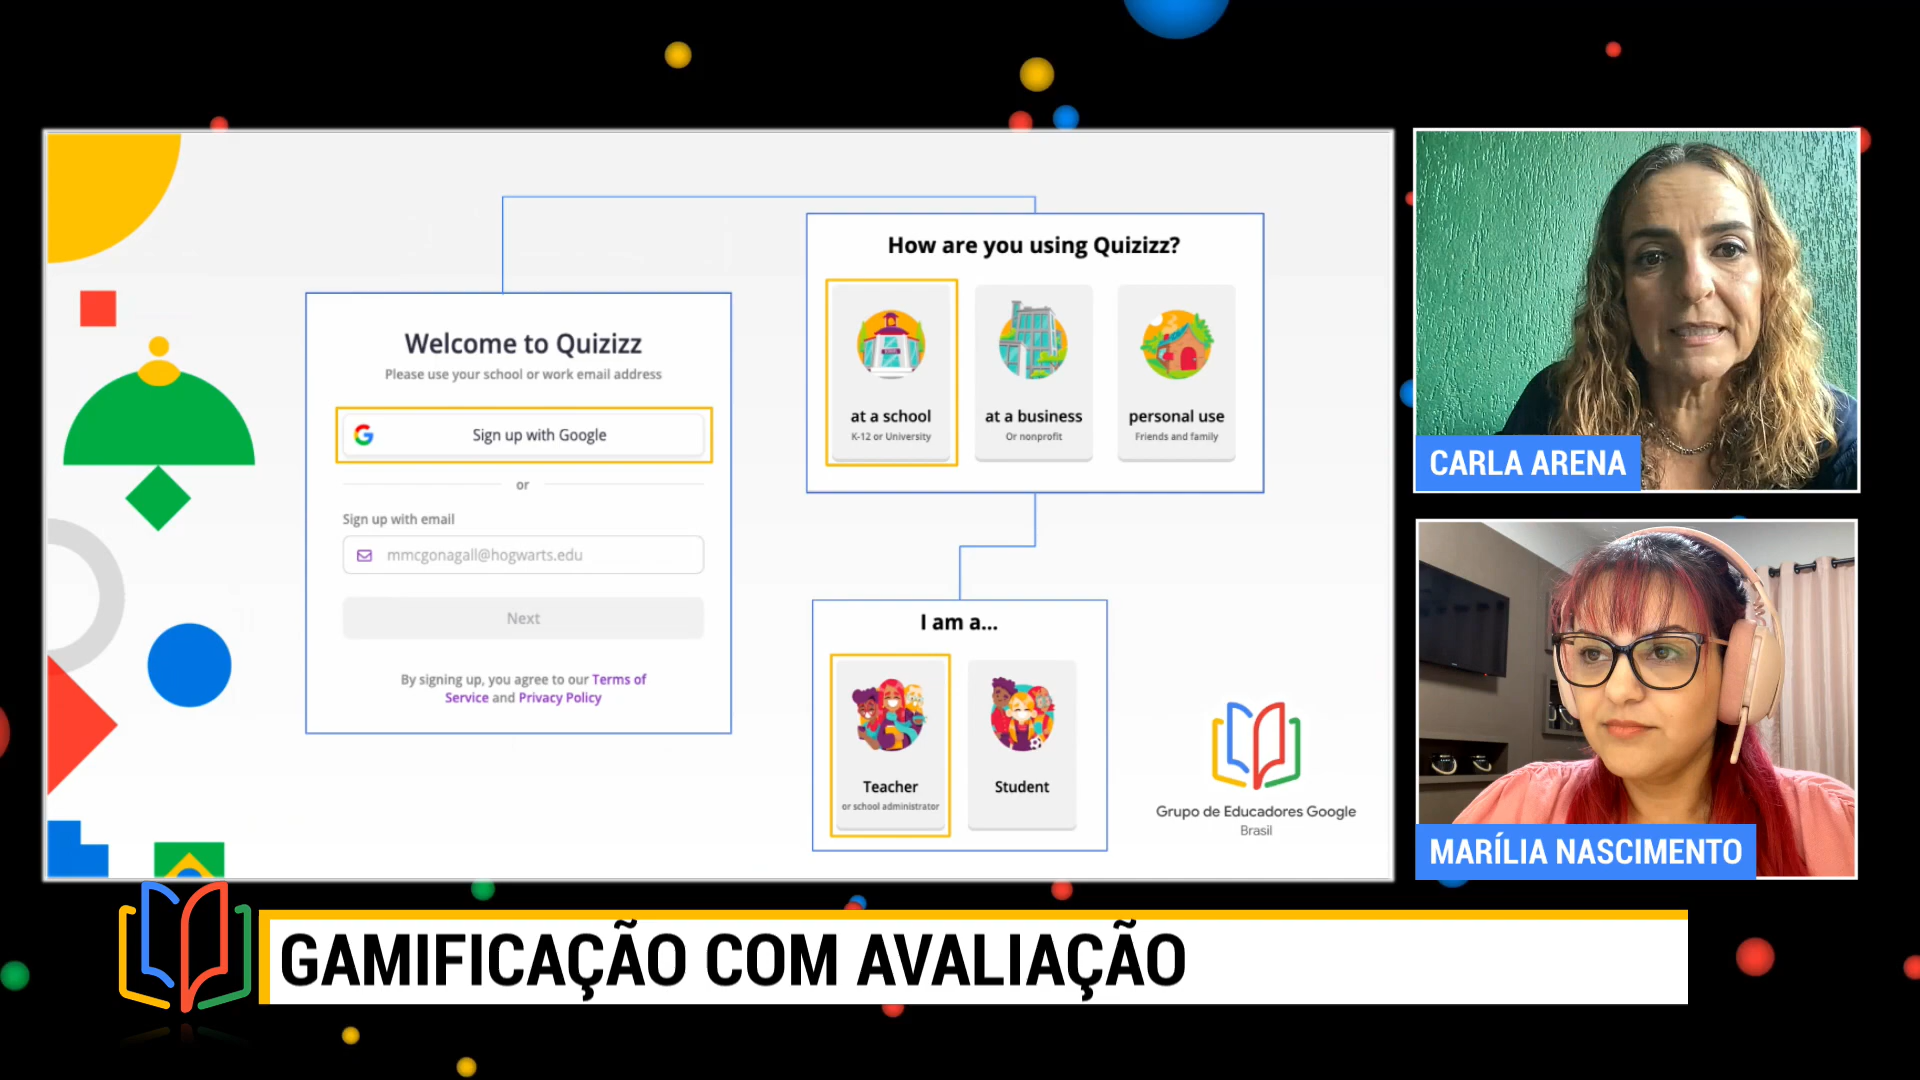 Welcome to Quizizz
Please use your school or work email address
Sign up with Google
or
Sign up with email
mmcgonagall@hogwarts.edu
Next
By signing up, you agree to our Terms of
Service and Privacy Policy
How are you using Quizizz?
at a school
K-12 or University
at a business
Or nonprofit
personal use
Friends and family
I am a...
Teacher
or school administrator
Student
Grupo de Educadores Google
Brasil
CARLA ARENA
MARÍLIA NASCIMENTO
GAMIFICAÇÃO COM AVALIAÇÃO